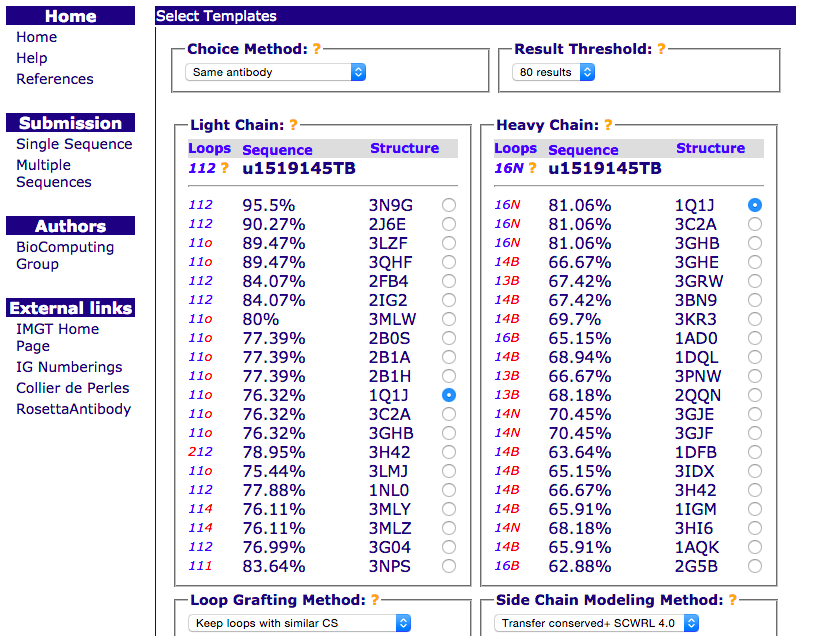 Home
Home
Help
References
Submission
Single Sequence
Multiple
Sequences
Authors
BioComputing
Group
External links
IMGT Home
Page
IG Numberings
Collier de Perles
RosettaAntibody
Select Templates
Choice Method: ?
Same antibody
Result Threshold: ?
80 results
Light Chain: ?
Loops Sequence Structure
112 ? u1519145TB
112 95.5% 3N9G
112 90.27% 2J6E
11o 89.47% 3LZF
11o 89.47% 3QHF
112 84.07% 2FB4
112 84.07% 2IG2
11o 80% 3MLW
11o 77.39% 2B0S
11o 77.39% 2B1A
11o 77.39% 2B1H
11o 76.32% 1Q1J
11o 76.32% 3C2A
11o 76.32% 3GHB
212 78.95% 3H42
11o 75.44% 3LMJ
112 77.88% 1NL0
114 76.11% 3MLY
114 76.11% 3MLZ
112 76.99% 3G04
111 83.64% 3NPS
Heavy Chain: ?
Loops Sequence Structure
16N ? u1519145TB
16N 81.06% 1Q1J
16N 81.06% 3C2A
16N 81.06% 3GHB
14B 66.67% 3GHE
13B 67.42% 3GRW
14B 67.42% 3BN9
14B 69.7% 3KR3
16B 65.15% 1AD0
14B 68.94% 1DQL
13B 66.67% 3PNW
13B 68.18% 2QQN
14N 70.45% 3GJE
14N 70.45% 3GJF
14B 63.64% 1DFB
14B 65.15% 3IDX
14B 66.67% 3H42
14B 65.91% 1IGM
14N 68.18% 3HI6
14B 65.91% 1AQK
16B 62.88% 2G5B
Loop Grafting Method: ?
Keep loops with similar CS
Side Chain Modeling Method: ?
Transfer conserved+ SCWRL 4.0